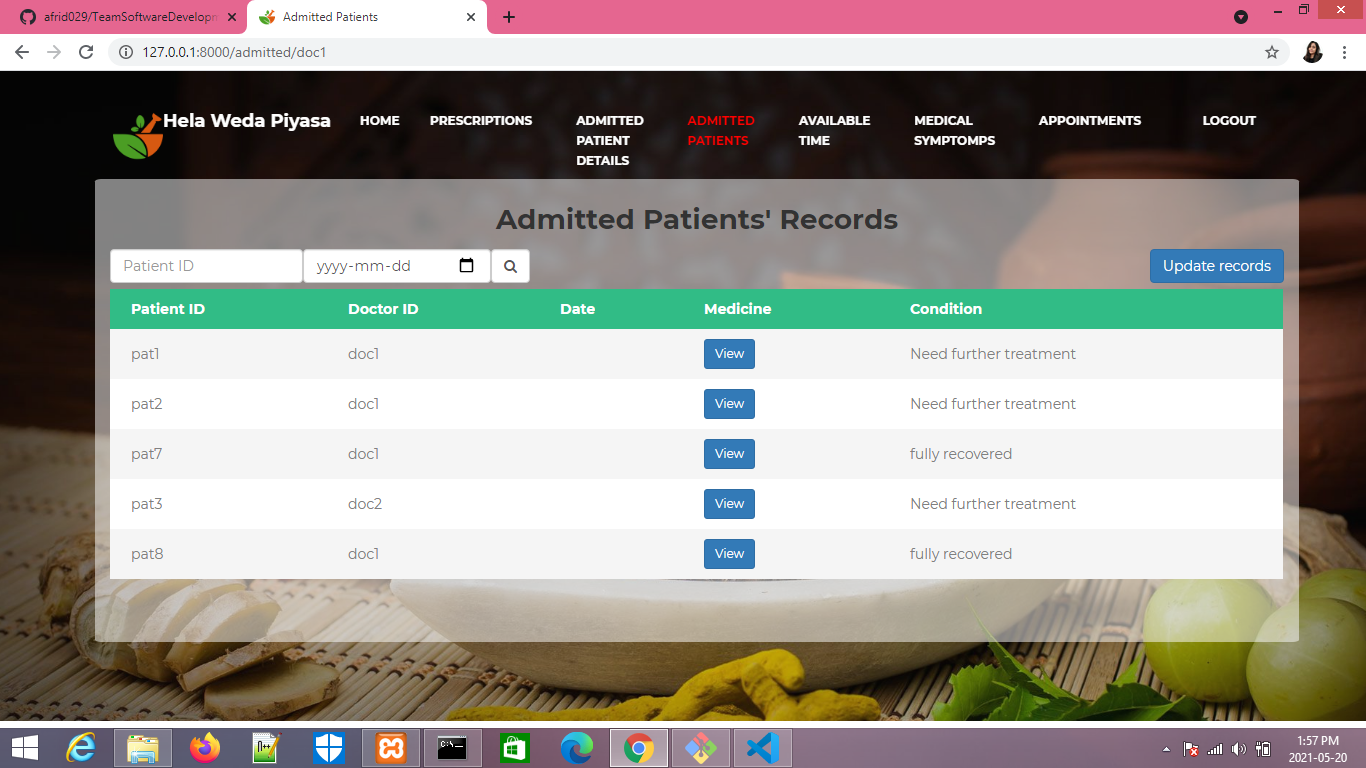 afrid029/TeamSoftwareDevelopm
Admitted Patients
127.0.0.1:8000/admitted/doc1
Hela Weda Piyasa
HOME
PRESCRIPTIONS
ADMITTED
PATIENT
DETAILS
ADMITTED
PATIENTS
AVAILABLE
TIME
MEDICAL
SYMPTOMPS
APPOINTMENTS
LOGOUT
Admitted Patients' Records
Patient ID yyyy-mm-dd Update records
Patient ID Doctor ID Date Medicine Condition
pat1 doc1 View Need further treatment
pat2 doc1 View Need further treatment
pat7 doc1 View fully recovered
pat3 doc2 View Need further treatment
pat8 doc1 View fully recovered
1:57 PM
2021-05-20